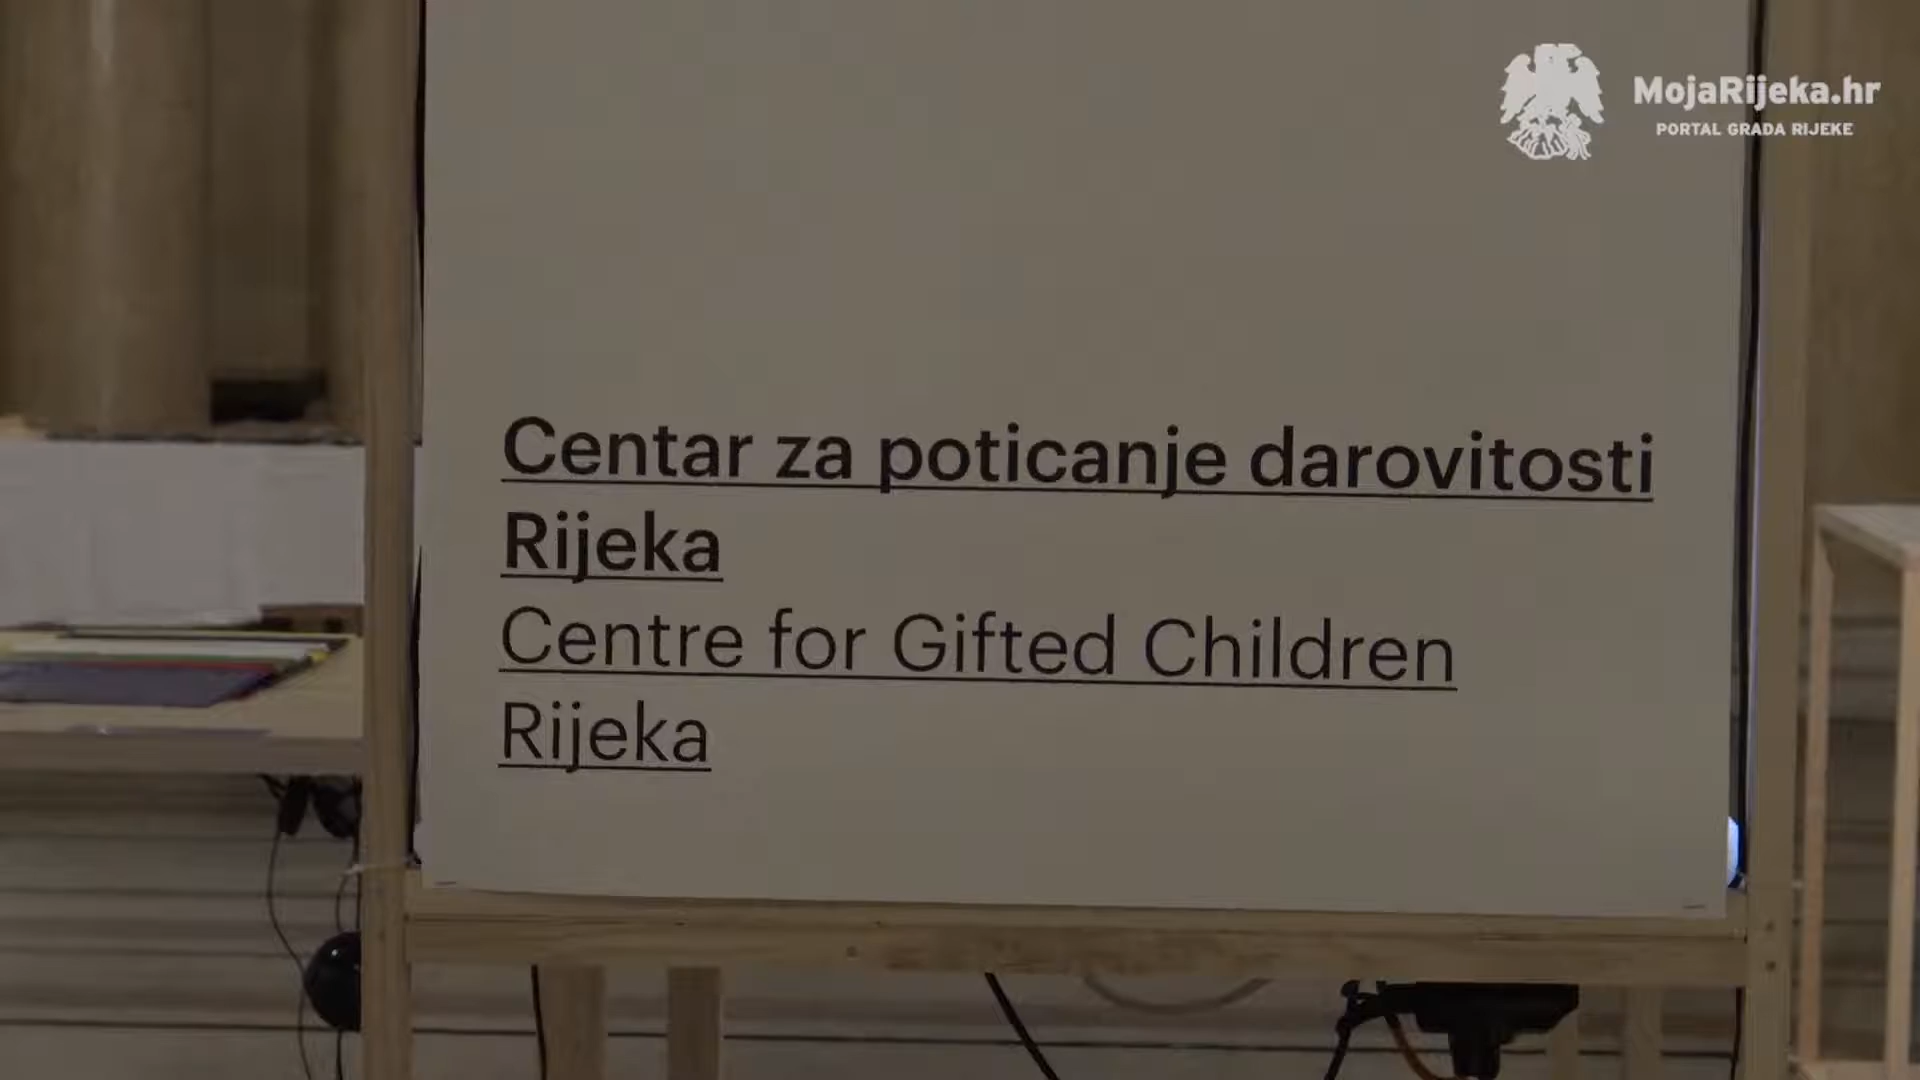 MojaRijeka.hr
PORTAL GRADA RIJEKE
Centar za poticanje darovitosti
Rijeka
Centre for Gifted Children
Rijeka